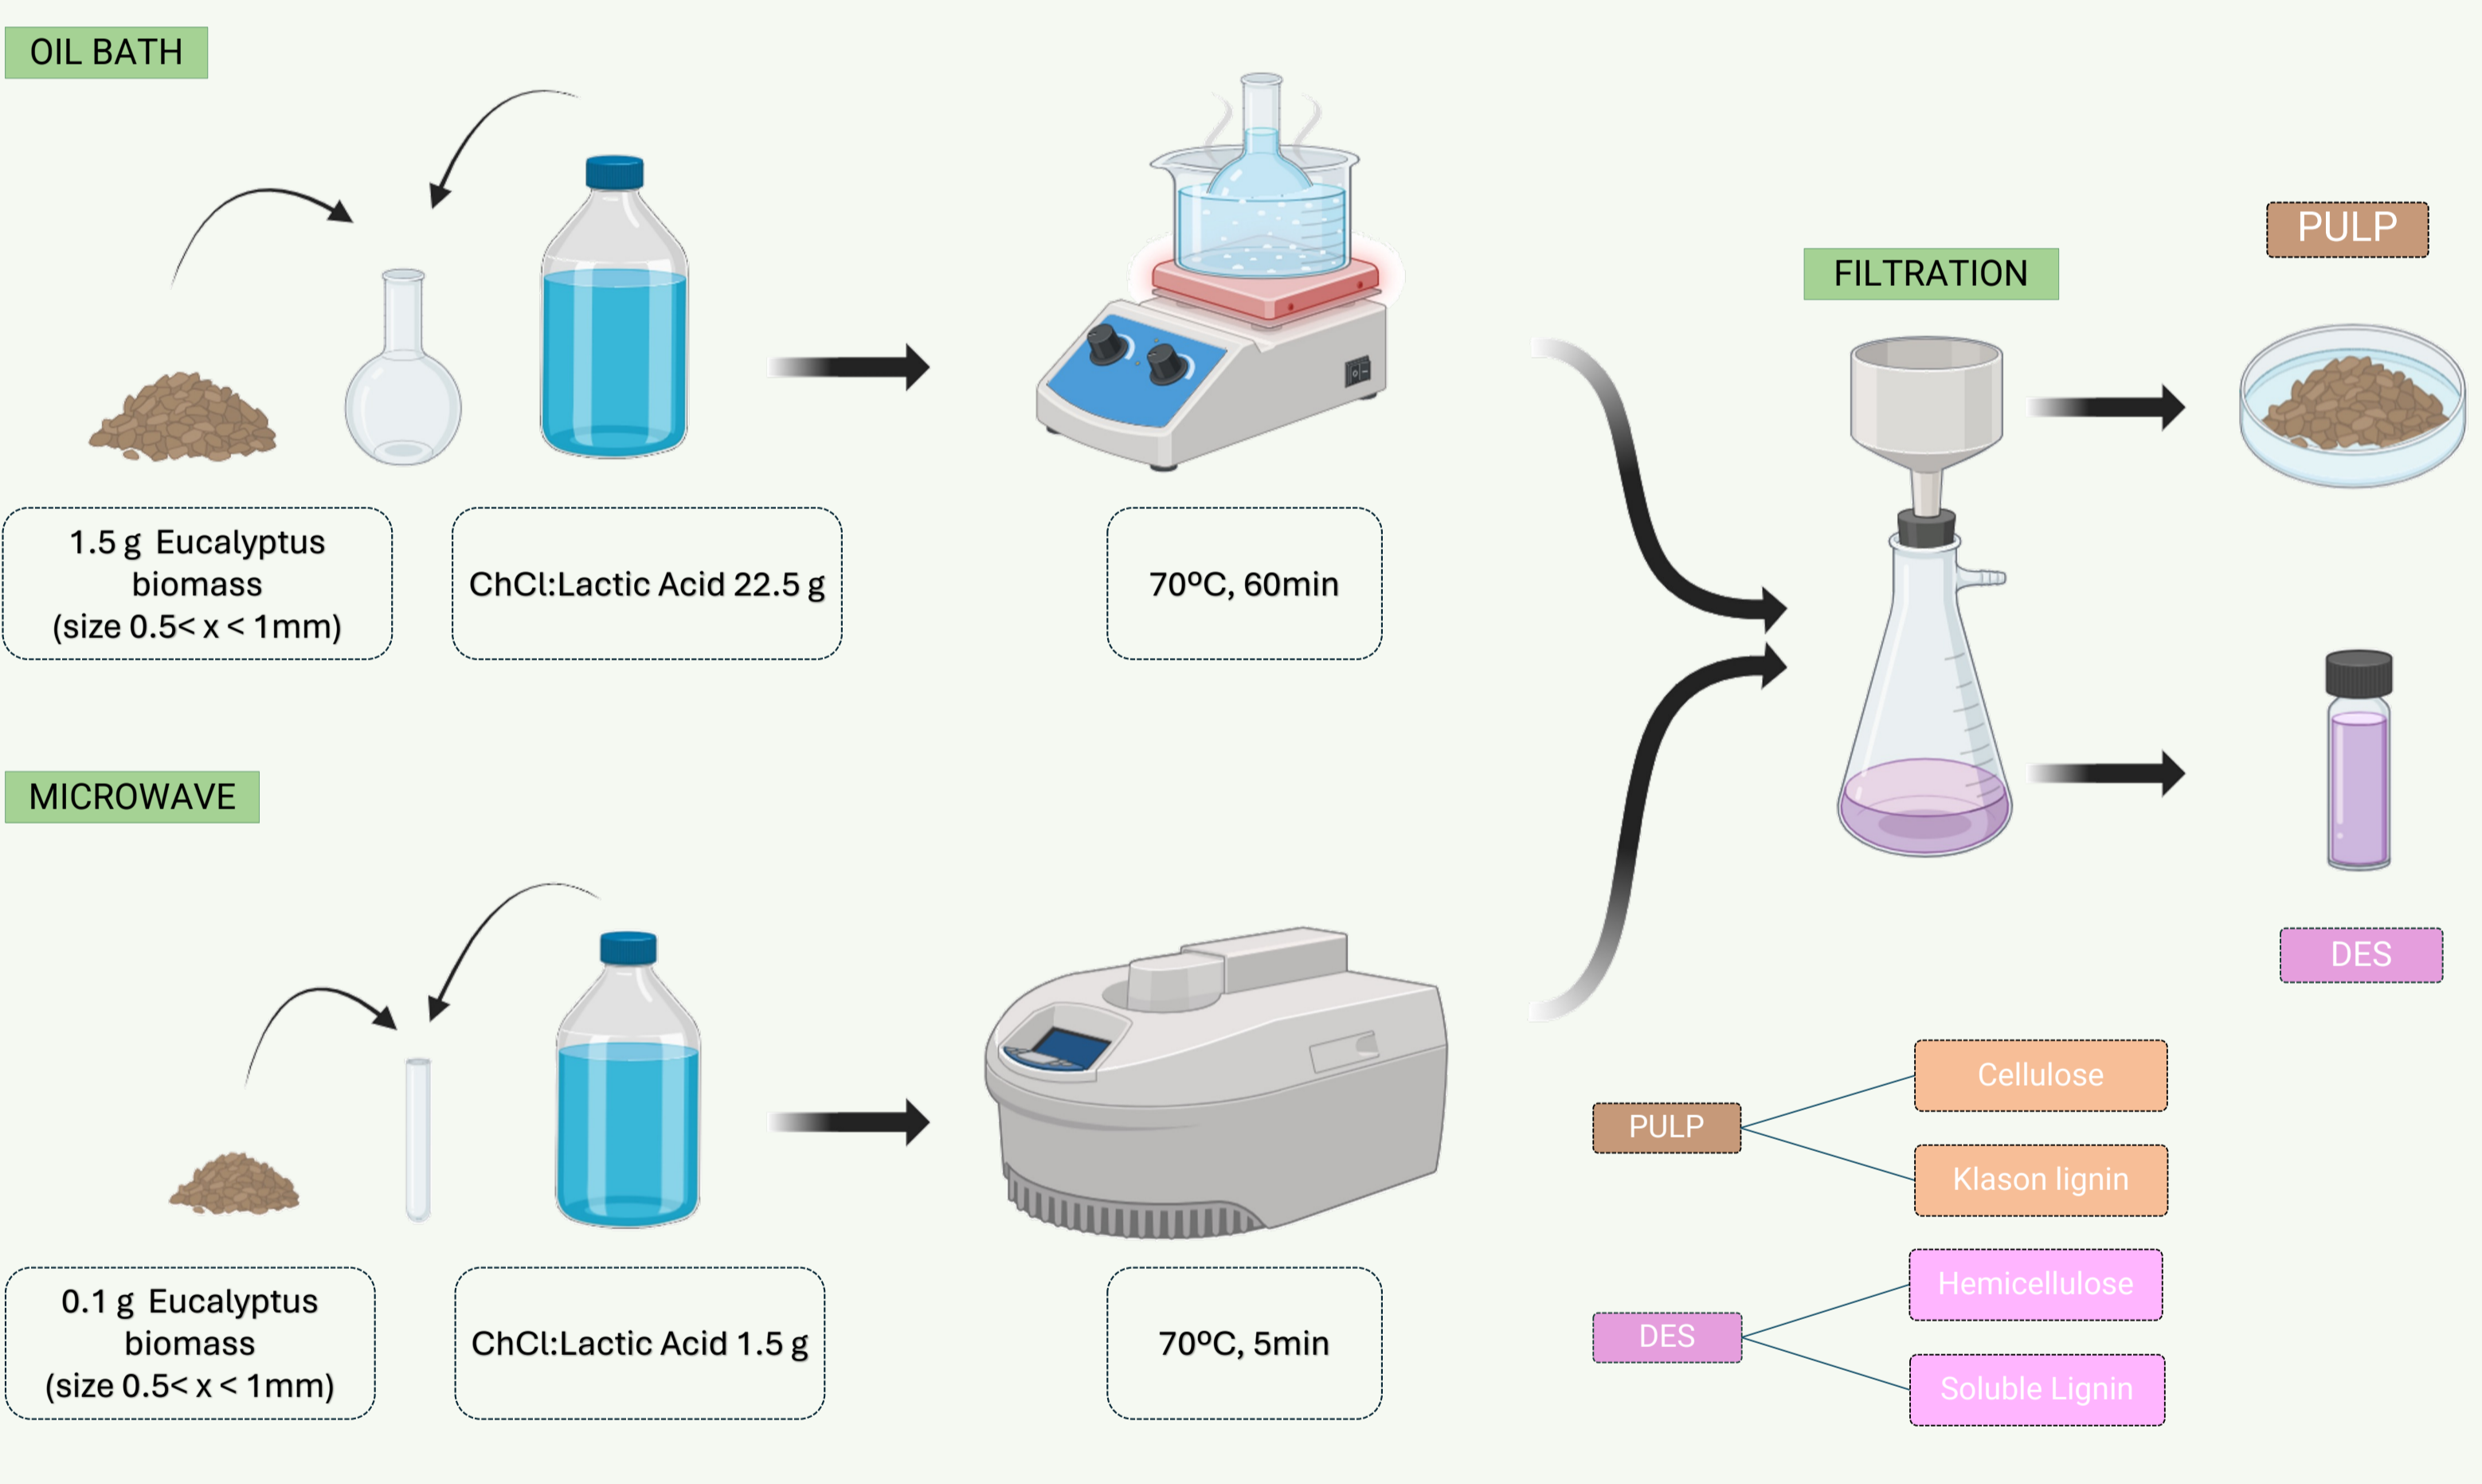 OIL BATH
1.5 g Eucalyptus
biomass
(size 0.5< x < 1mm)
ChCl:Lactic Acid 22.5 g
70ºC, 60min
MICROWAVE
0.1 g Eucalyptus
biomass
(size 0.5< x < 1mm)
ChCl:Lactic Acid 1.5 g
70ºC, 5min
FILTRATION
PULP
DES
PULP
Cellulose
Klason lignin
DES
Hemicellulose
Soluble Lignin